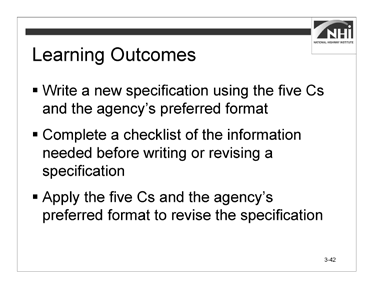 NHI
NATIONAL HIGHWAY INSTITUTE
Learning Outcomes
▪ Write a new specification using the five Cs
and the agency's preferred format
▪ Complete a checklist of the information
needed before writing or revising a
specification
▪ Apply the five Cs and the agency's
preferred format to revise the specification
3-42